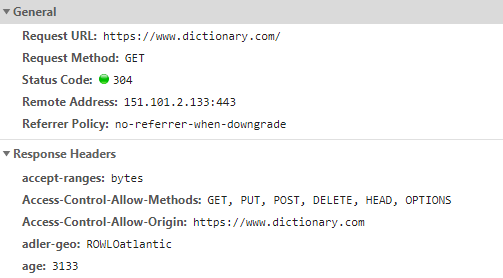 General
Request URL: https://www.dictionary.com/
Request Method: GET
Status Code: 304
Remote Address: 151.101.2.133:443
Referrer Policy: no-referrer-when-downgrade
Response Headers
accept-ranges: bytes
Access-Control-Allow-Methods: GET, PUT, POST, DELETE, HEAD, OPTIONS
Access-Control-Allow-Origin: https://www.dictionary.com
adler-geo: ROWLOatlantic
age: 3133